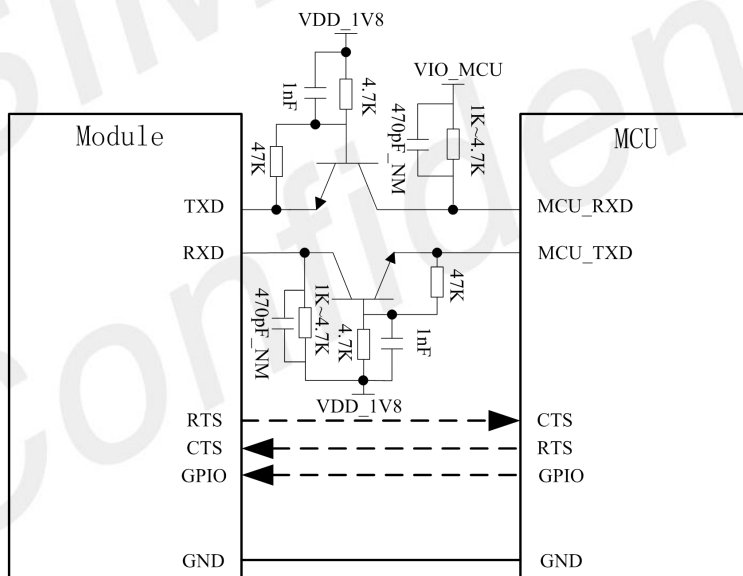 VDD_1V8
1nF
4.7K
VIO_MCU
470pF_NM
1K~4.7K
Module
MCU
47K
TXD
MCU_RXD
RXD
MCU_TXD
470pF_NM
1K~4.7K
4.7K
1nF
47K
VDD_1V8
RTS
CTS
CTS
RTS
GPIO
GPIO
GND
GND